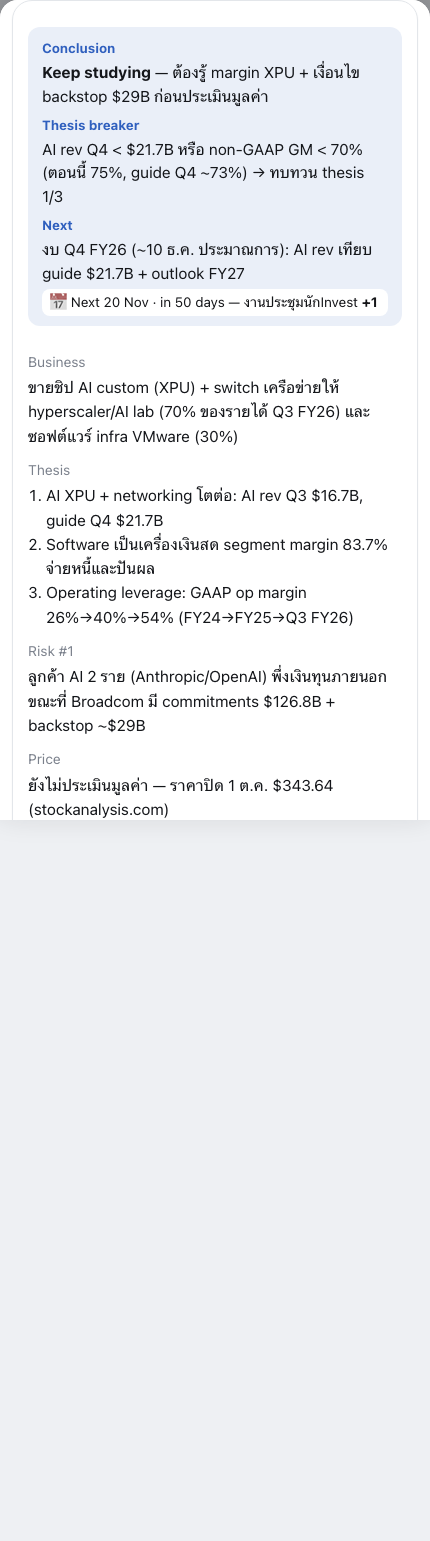 Conclusion
Keep studying — ต้องรู้ margin XPU + เงื่อนไข
backstop $29B ก่อนประเมินมูลค่า
Thesis breaker
AI rev Q4 < $21.7B หรือ non-GAAP GM < 70%
(ตอนนี้ 75%, guide Q4 ~73%) → ทบทวน thesis
1/3
Next
งบ Q4 FY26 (~10 ธ.ค. ประมาณการ): AI rev เทียบ
guide $21.7B + outlook FY27
📅 Next 20 Nov · in 50 days — งานประชุมนักInvest +1
Business
ขายชิป AI custom (XPU) + switch เครือข่ายให้
hyperscaler/AI lab (70% ของรายได้ Q3 FY26) และ
ซอฟต์แวร์ infra VMware (30%)
Thesis
1. AI XPU + networking โตต่อ: AI rev Q3 $16.7B,
guide Q4 $21.7B
2. Software เป็นเครื่องเงินสด segment margin 83.7%
จ่ายหนี้และปันผล
3. Operating leverage: GAAP op margin
26%→40%→54% (FY24→FY25→Q3 FY26)
Risk #1
ลูกค้า AI 2 ราย (Anthropic/OpenAI) พึ่งเงินทุนภายนอก
ขณะที่ Broadcom มี commitments $126.8B +
backstop ~$29B
Price
ยังไม่ประเมินมูลค่า — ราคาปิด 1 ต.ค. $343.64
(stockanalysis.com)